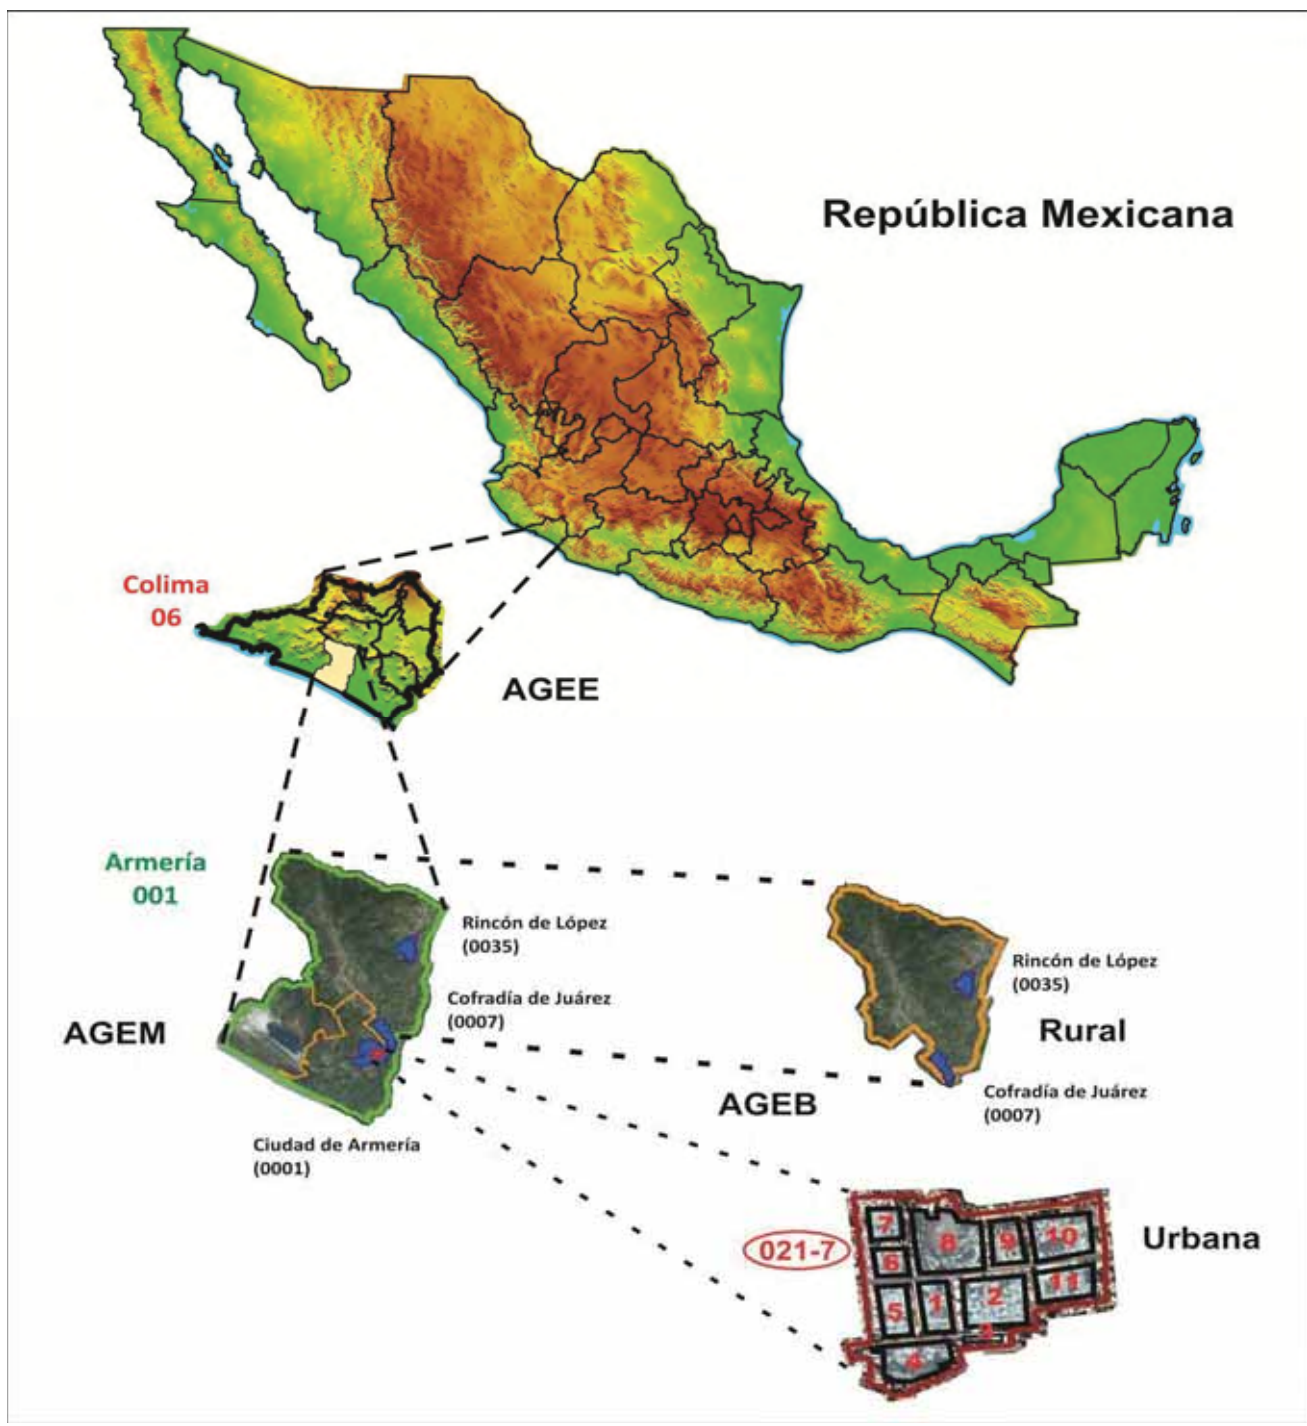 República Mexicana
Colima
06
AGEE
Armería
001
Rincón de López
(0035)
Cofradía de Juárez
(0007)
AGEM
Ciudad de Armería
(0001)
Rincón de López
(0035)
Rural
AGEB
Cofradía de Juárez
(0007)
021-7
Urbana
7
8
9
10
6
11
5
1
2
3
4